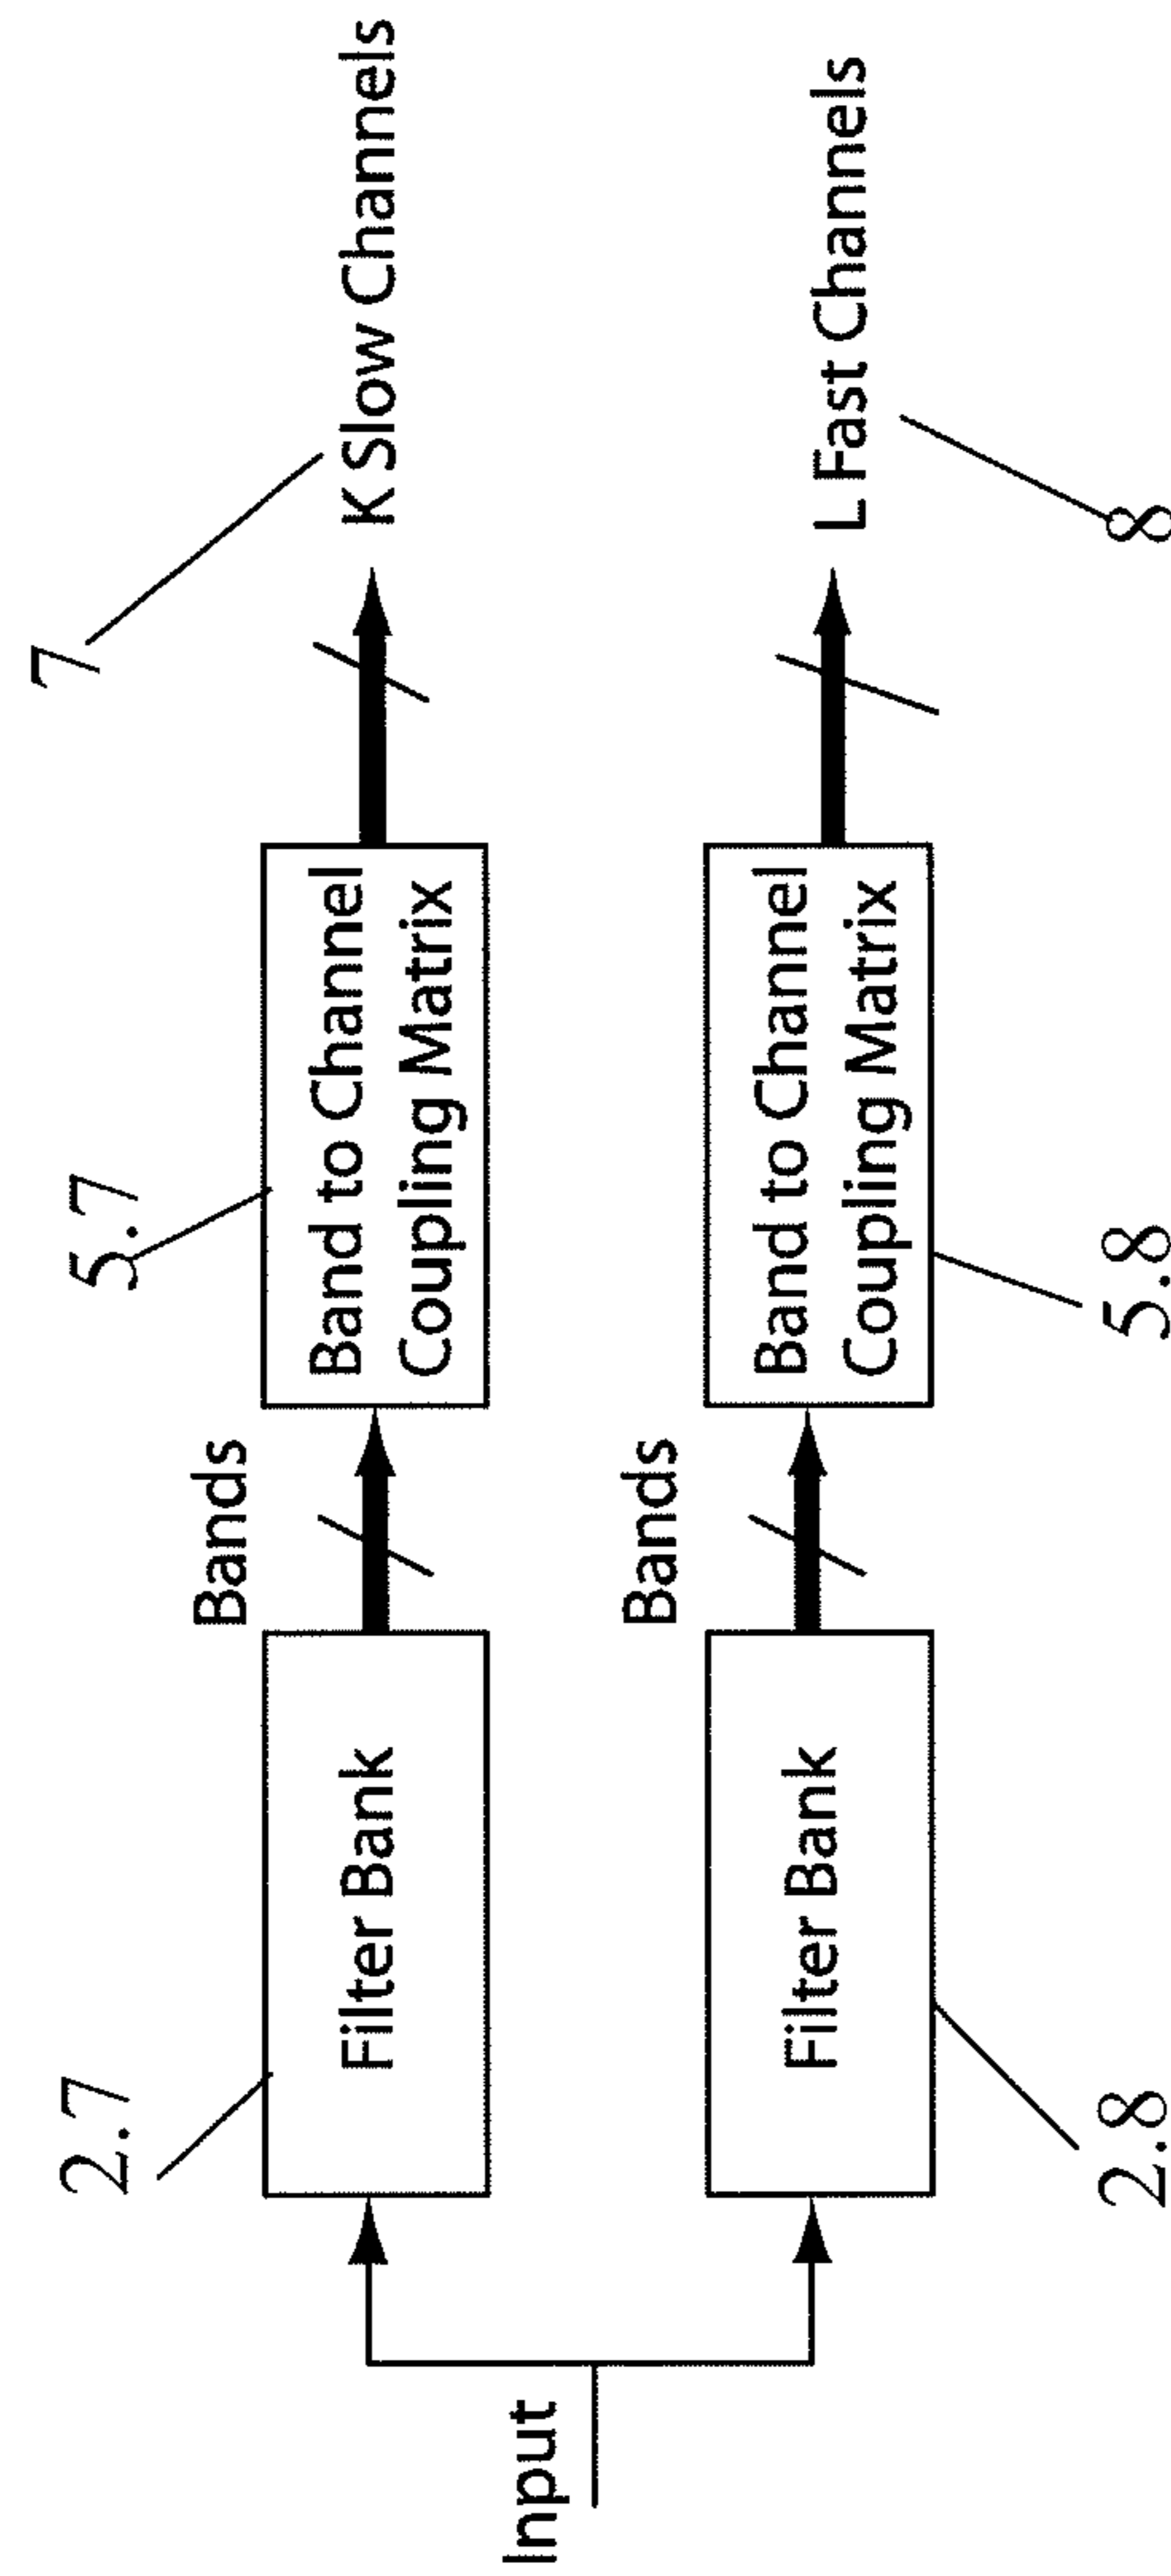 7
5.7
2.7
Bands
K Slow Channels
Band to Channel
Coupling Matrix
Filter Bank
Input
Bands
L Fast Channels
Band to Channel
Coupling Matrix
Filter Bank
8
5.8
2.8